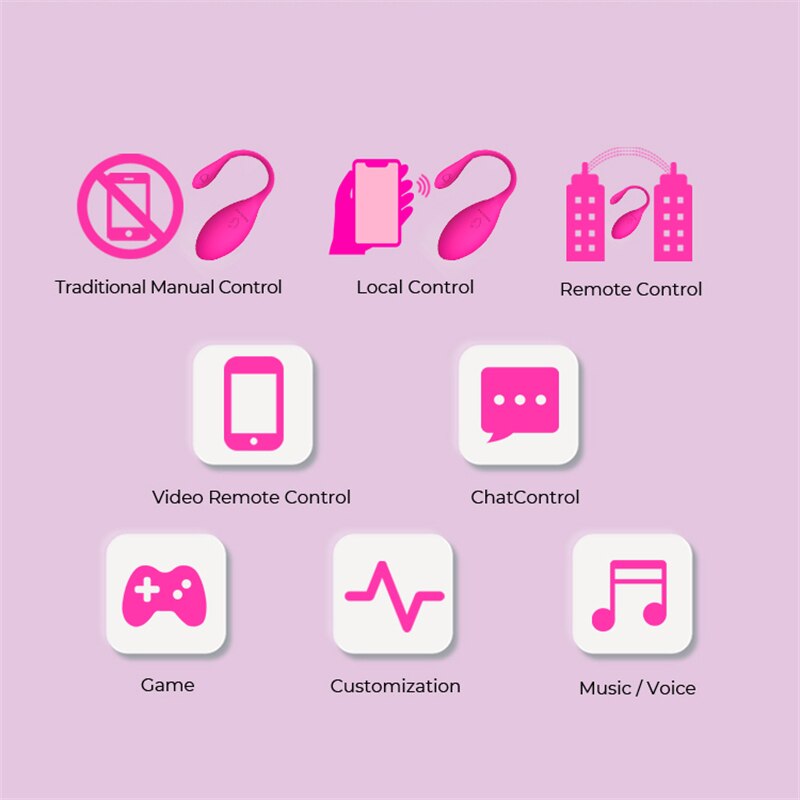 Traditional Manual Control
Local Control
Remote Control
Video Remote Control
ChatControl
Game
Customization
Music / Voice